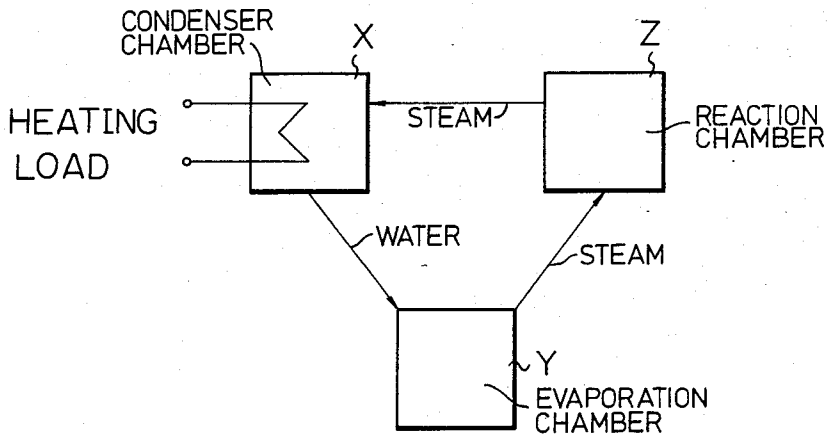 CONDENSER
CHAMBER
X
Z
HEATING
LOAD
STEAM
REACTION
CHAMBER
WATER
STEAM
Y
EVAPORATION
CHAMBER